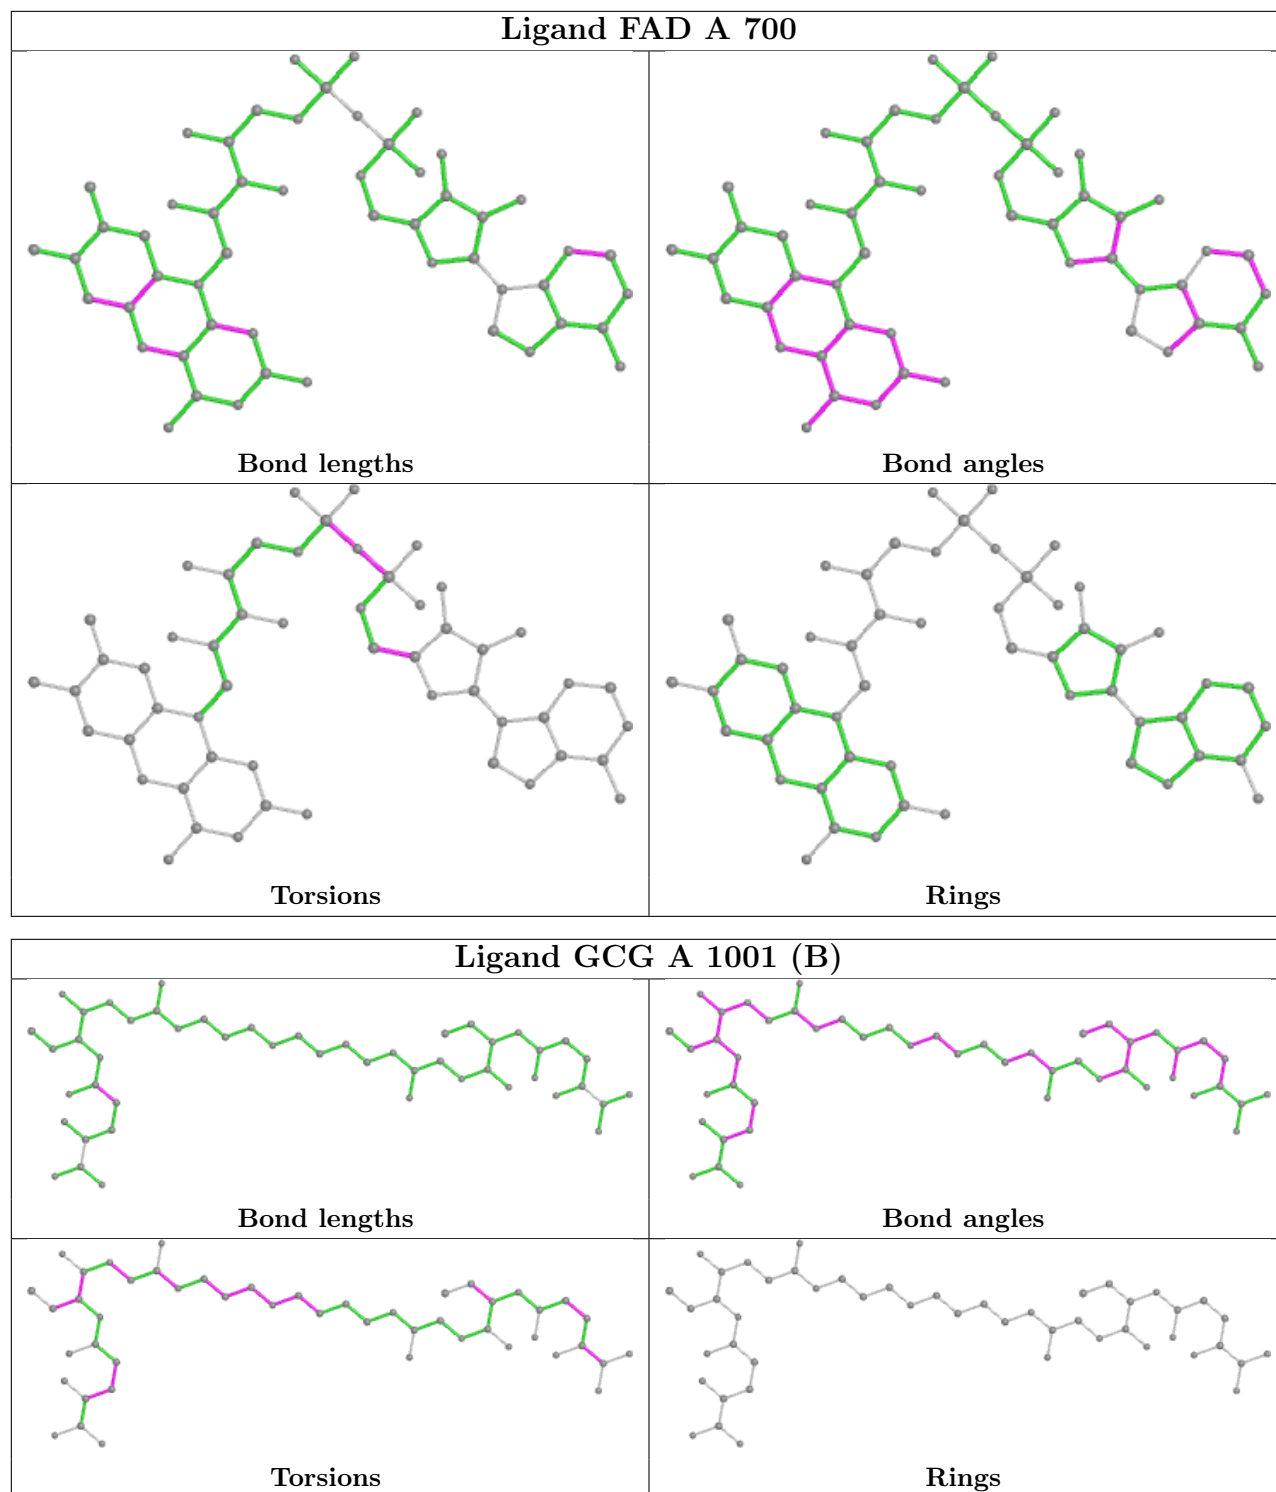 Ligand FAD A 700
Bond lengths
Bond angles
Torsions
Rings
Ligand GCG A 1001 (B)
Bond lengths
Bond angles
Torsions
Rings